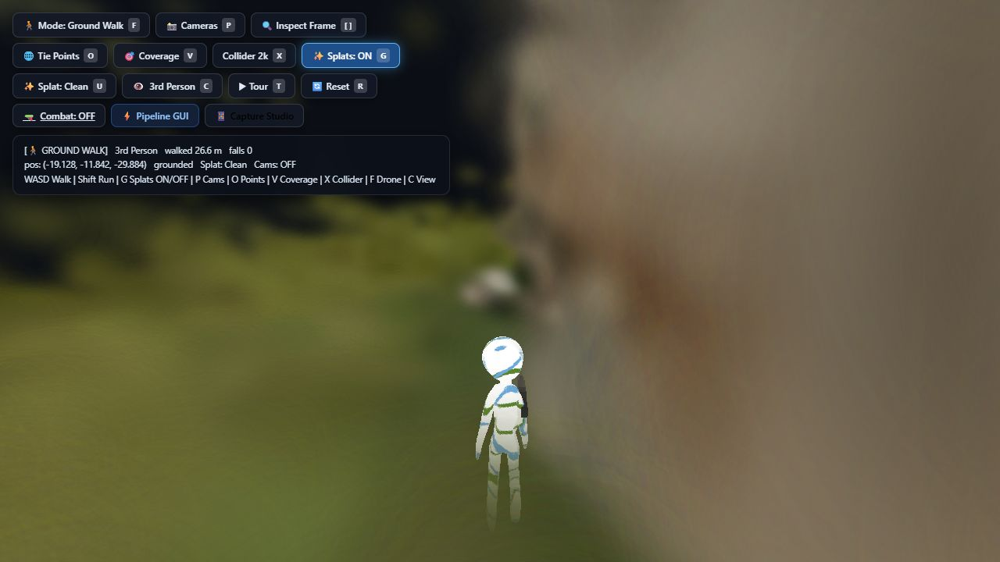 Mode: Ground Walk F Cameras P Inspect Frame [ ]
Tie Points O Coverage V Collider 2k X Splats: ON G
Splat: Clean U 3rd Person C Tour T Reset R
Combat: OFF Pipeline GUI Capture Studio
[ GROUND WALK] 3rd Person walked 26.6 m falls 0
pos: (-19.128, -11.842, -29.884) grounded Splat: Clean Cams: OFF
WASD Walk | Shift Run | G Splats ON/OFF | P Cams | O Points | V Coverage | X Collider | F Drone | C View